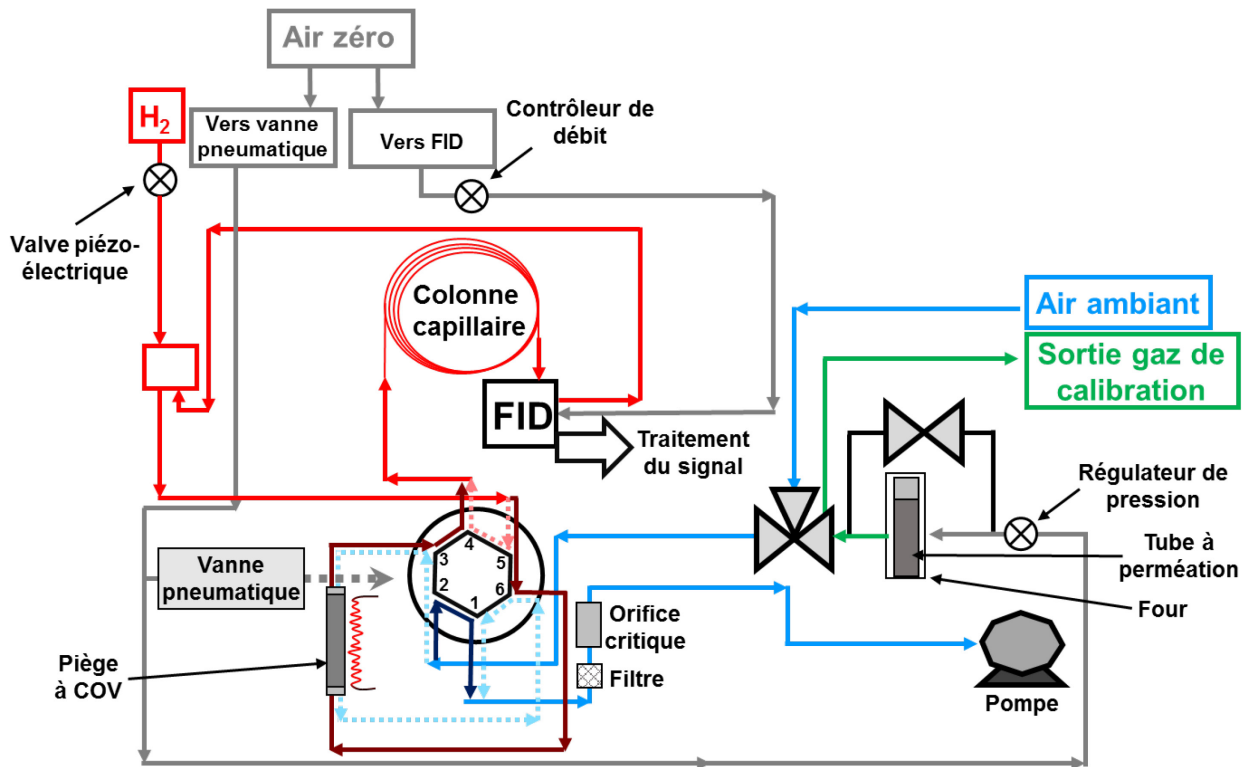 Air zéro
H₂
Vers vanne
pneumatique
Vers FID
Contrôleur de
débit
Valve piézo-
électrique
Colonne
capillaire
Air ambiant
Sortie gaz de
calibration
FID
Traitement
du signal
Régulateur de
pression
Tube à
perméation
Four
Vanne
pneumatique
4
3
5
2
6
1
Orifice
critique
Filtre
Piège
à COV
Pompe